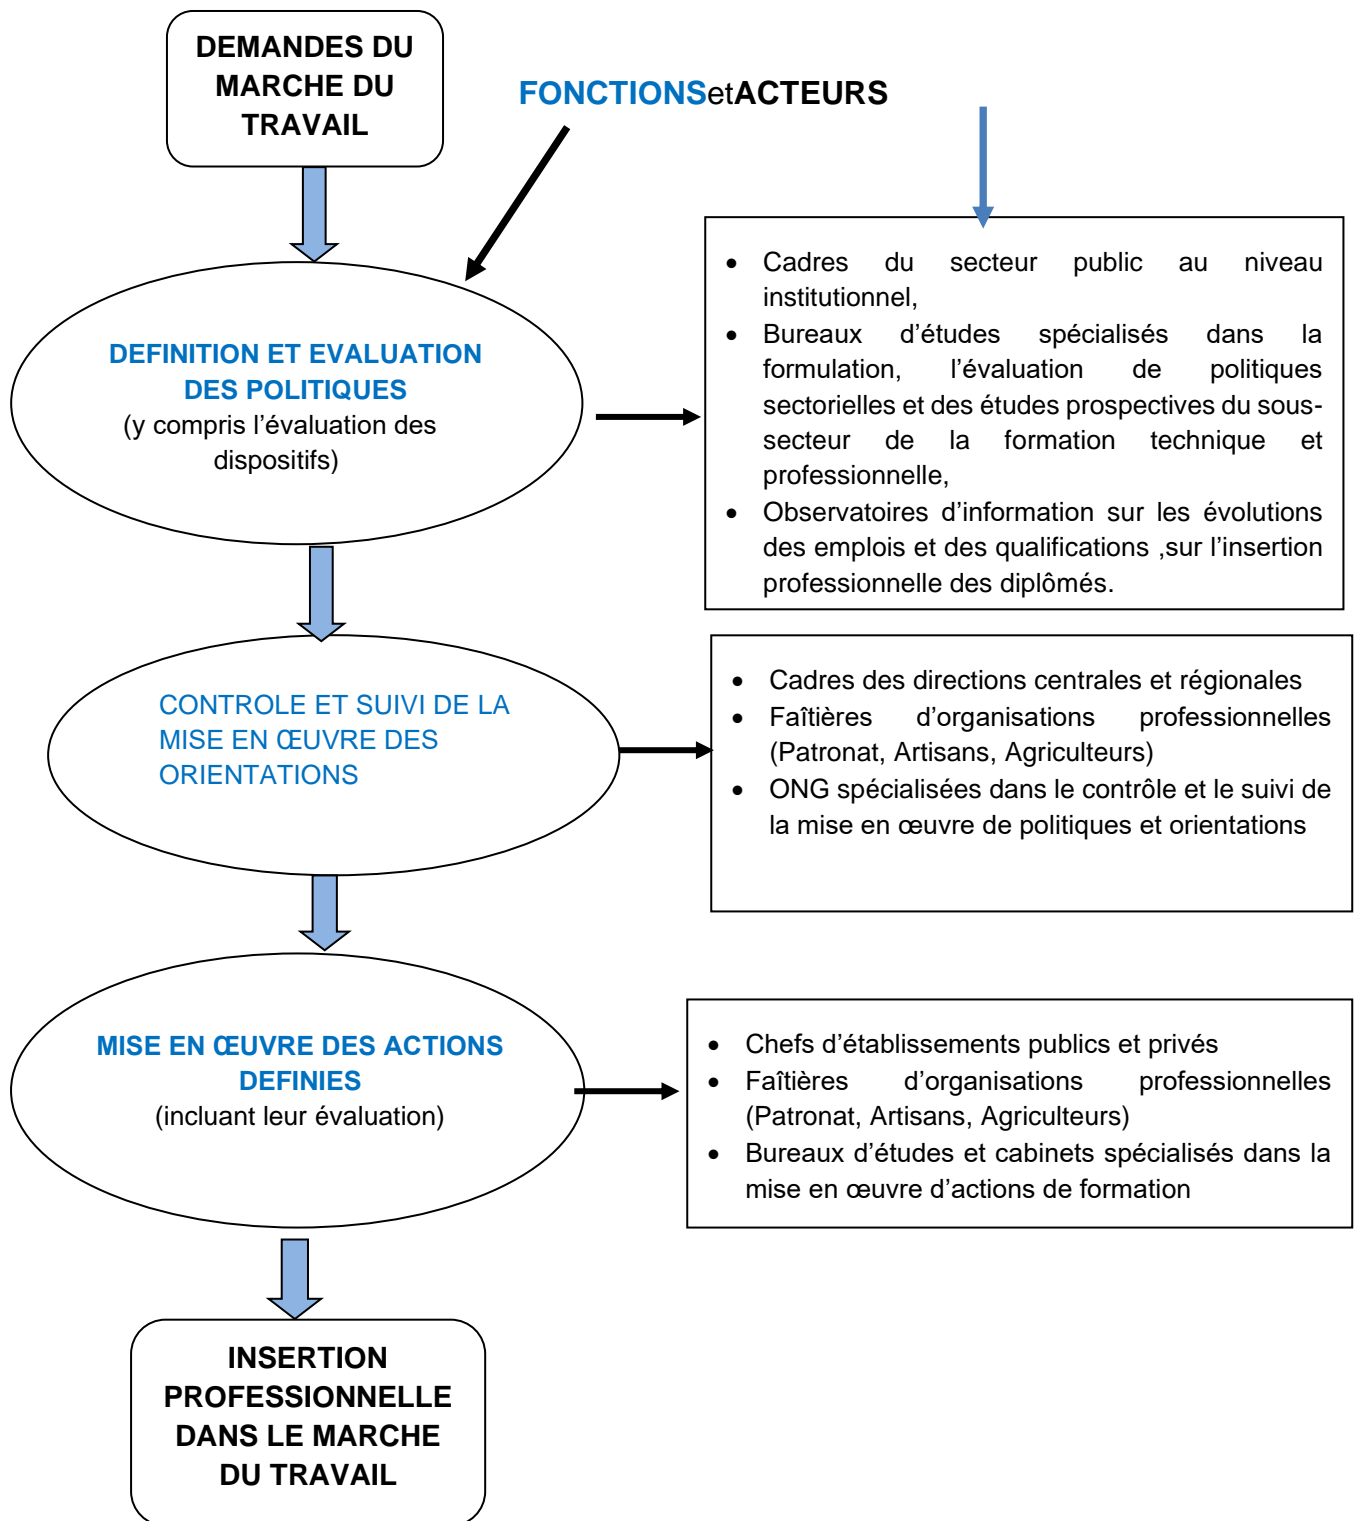 DEMANDES DU
MARCHE DU
TRAVAIL
FONCTIONSetACTEURS
DEFINITION ET EVALUATION
DES POLITIQUES
(y compris l’évaluation des
dispositifs)
• Cadres du secteur public au niveau
institutionnel,
• Bureaux d’études spécialisés dans la
formulation, l’évaluation de politiques
sectorielles et des études prospectives du sous-
secteur de la formation technique et
professionnelle,
• Observatoires d’information sur les évolutions
des emplois et des qualifications ,sur l’insertion
professionnelle des diplômés.
CONTROLE ET SUIVI DE LA
MISE EN ŒUVRE DES
ORIENTATIONS
• Cadres des directions centrales et régionales
• Faîtières d’organisations professionnelles
(Patronat, Artisans, Agriculteurs)
• ONG spécialisées dans le contrôle et le suivi de
la mise en œuvre de politiques et orientations
MISE EN ŒUVRE DES ACTIONS
DEFINIES
(incluant leur évaluation)
• Chefs d’établissements publics et privés
• Faîtières d’organisations professionnelles
(Patronat, Artisans, Agriculteurs)
• Bureaux d’études et cabinets spécialisés dans la
mise en œuvre d’actions de formation
INSERTION
PROFESSIONNELLE
DANS LE MARCHE
DU TRAVAIL